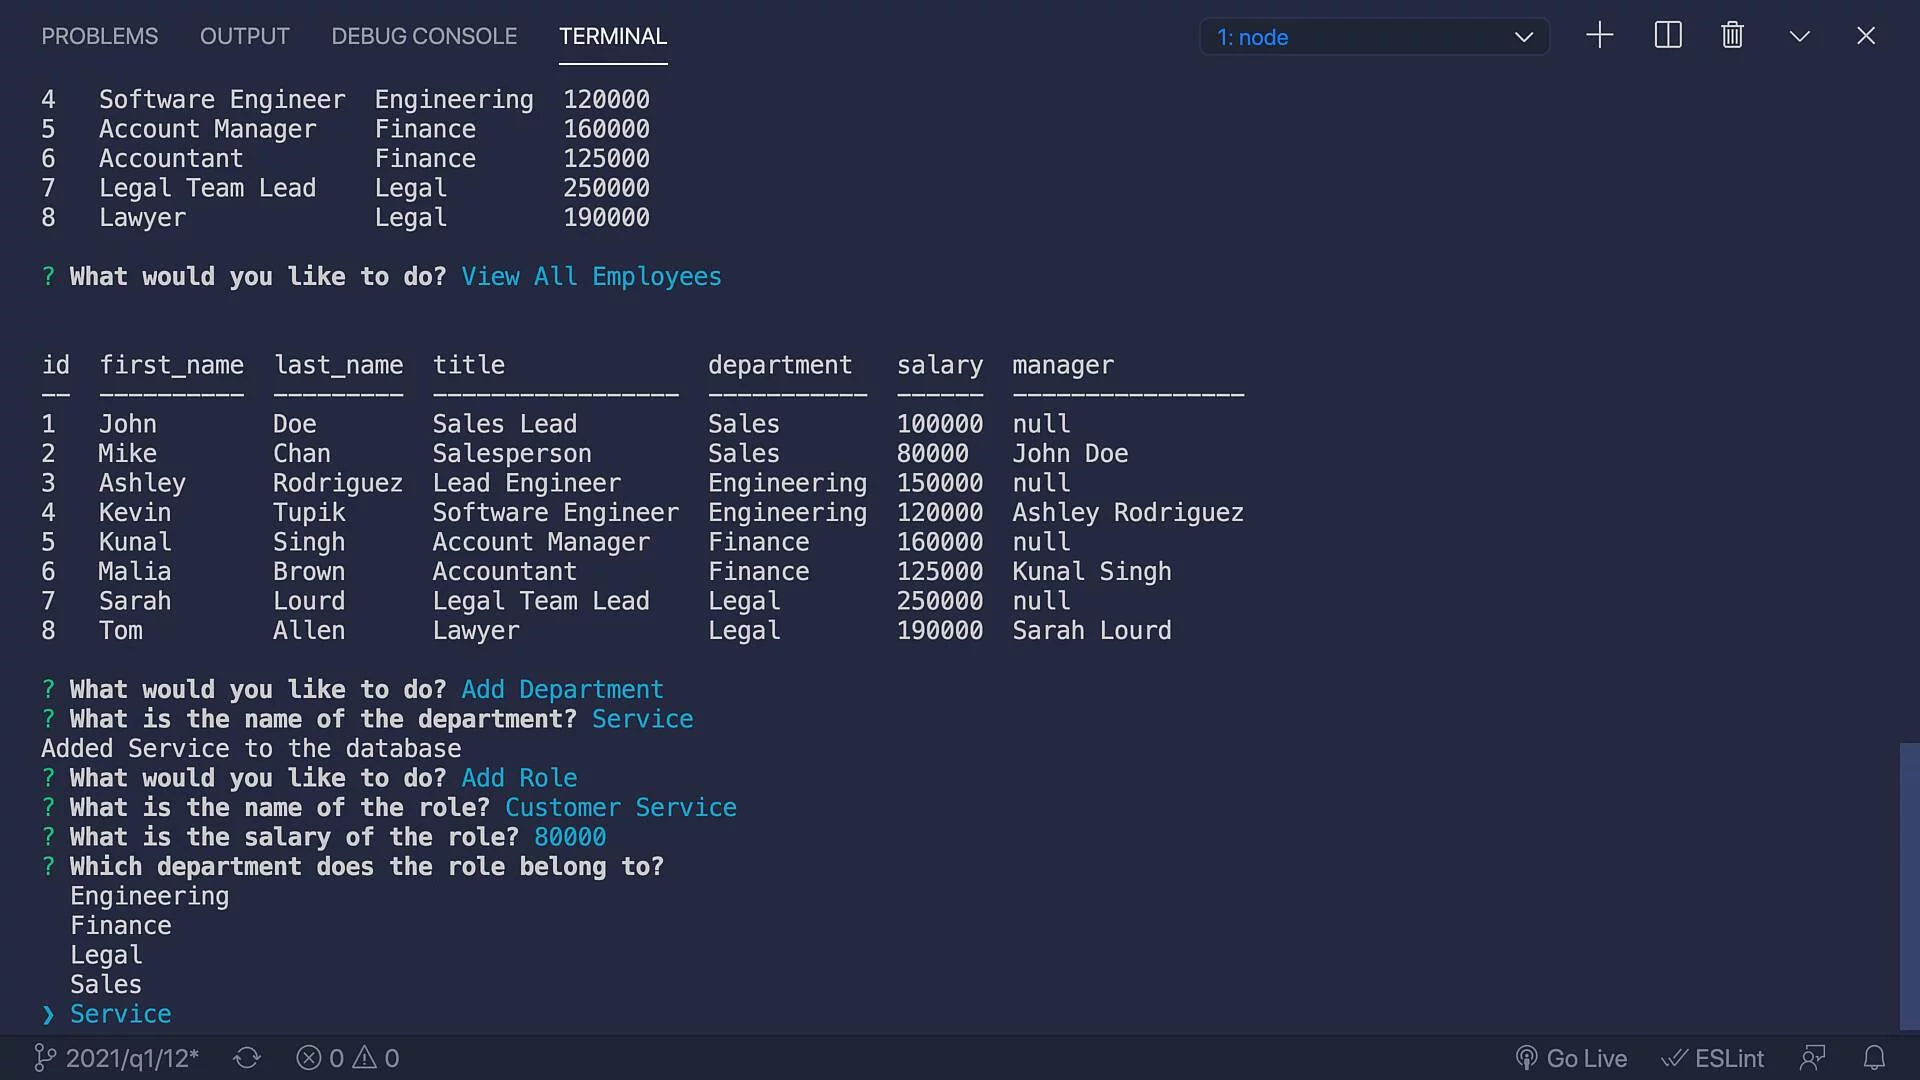 PROBLEMS OUTPUT DEBUG CONSOLE TERMINAL 1: node
4 Software Engineer Engineering 120000
5 Account Manager Finance 160000
6 Accountant Finance 125000
7 Legal Team Lead Legal 250000
8 Lawyer Legal 190000
? What would you like to do? View All Employees
id first_name last_name title department salary manager
-- ---------- --------- ----------------- ----------- ------ ----------------
1 John Doe Sales Lead Sales 100000 null
2 Mike Chan Salesperson Sales 80000 John Doe
3 Ashley Rodriguez Lead Engineer Engineering 150000 null
4 Kevin Tupik Software Engineer Engineering 120000 Ashley Rodriguez
5 Kunal Singh Account Manager Finance 160000 null
6 Malia Brown Accountant Finance 125000 Kunal Singh
7 Sarah Lourd Legal Team Lead Legal 250000 null
8 Tom Allen Lawyer Legal 190000 Sarah Lourd
? What would you like to do? Add Department
? What is the name of the department? Service
Added Service to the database
? What would you like to do? Add Role
? What is the name of the role? Customer Service
? What is the salary of the role? 80000
? Which department does the role belong to?
Engineering
Finance
Legal
Sales
❯ Service
2021/q1/12* 0 0 Go Live ESLint